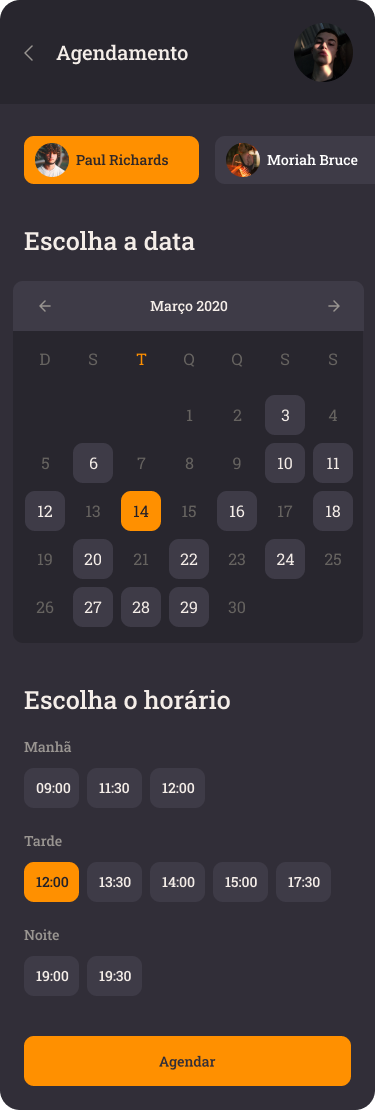 Agendamento
Paul Richards
Moriah Bruce
Escolha a data
Março 2020
D S T Q Q S S
1 2 3 4
5 6 7 8 9 10 11
12 13 14 15 16 17 18
19 20 21 22 23 24 25
26 27 28 29 30
Escolha o horário
Manhã
09:00 11:30 12:00
Tarde
12:00 13:30 14:00 15:00 17:30
Noite
19:00 19:30
Agendar